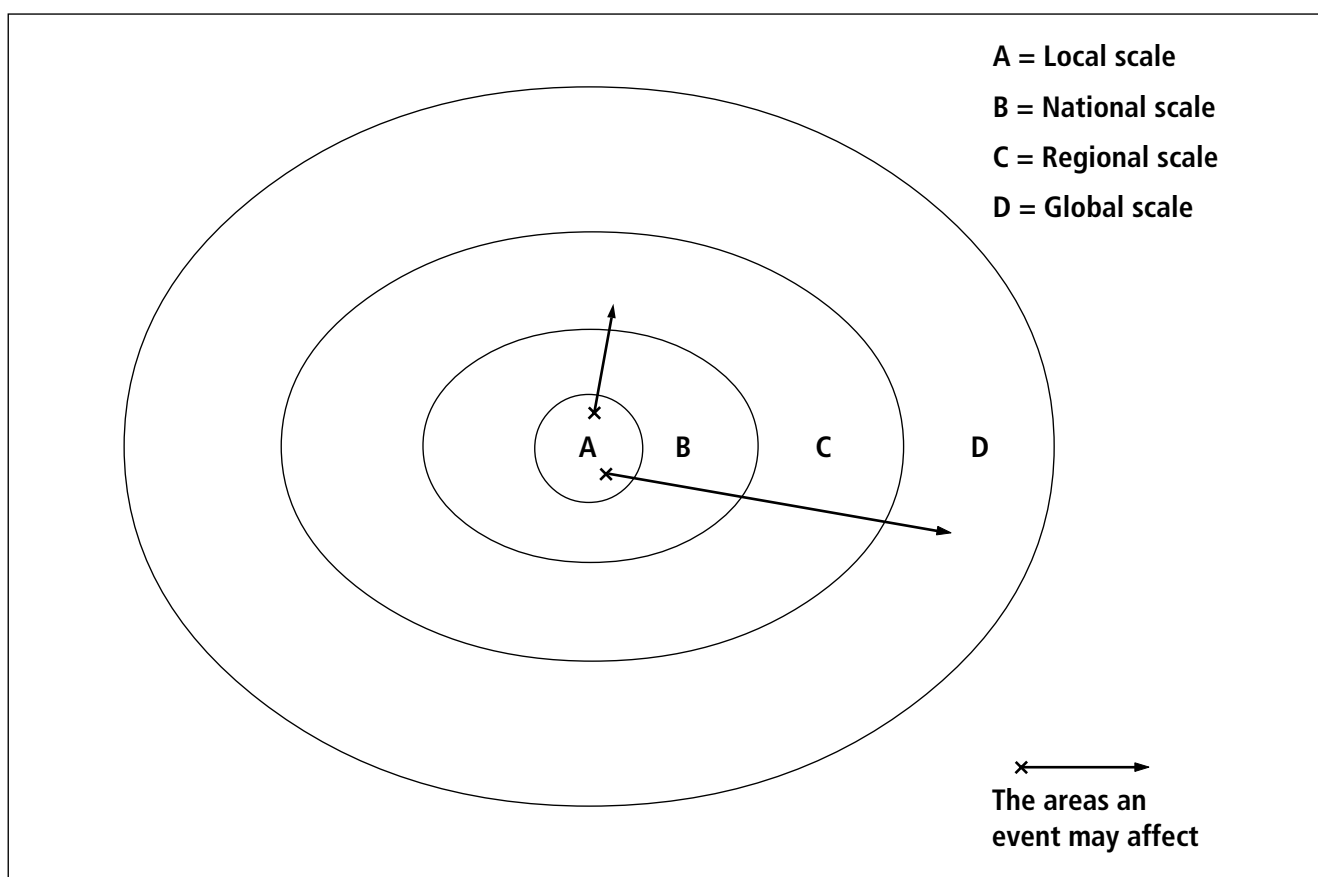 A = Local scale
B = National scale
C = Regional scale
D = Global scale
A B C D
The areas an
event may affect